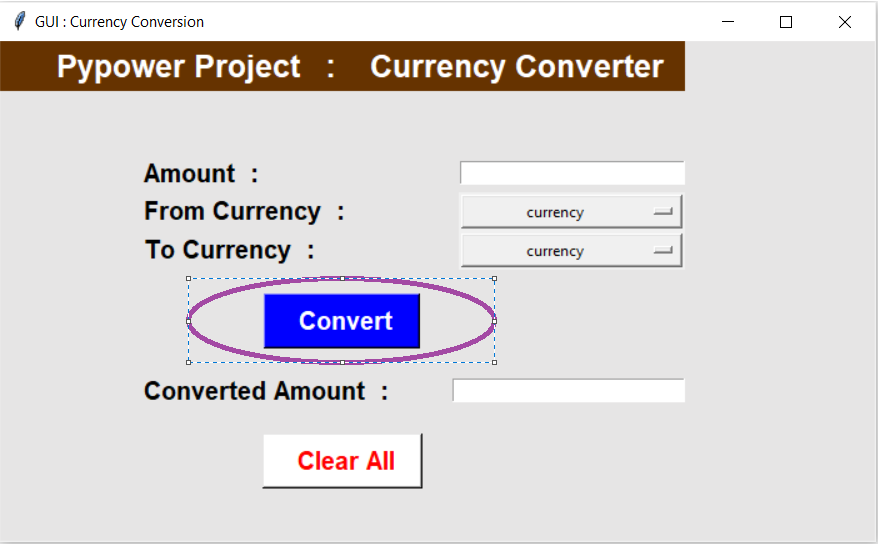 GUI : Currency Conversion
Pypower Project : Currency Converter
Amount :
From Currency : currency
To Currency : currency
Convert
Converted Amount :
Clear All